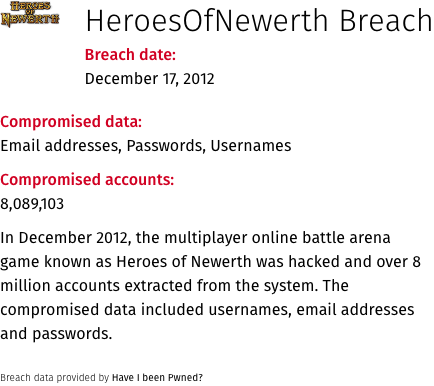 HEROES
OF
NEWERTH
HeroesOfNewerth Breach
Breach date:
December 17, 2012
Compromised data:
Email addresses, Passwords, Usernames
Compromised accounts:
8,089,103
In December 2012, the multiplayer online battle arena
game known as Heroes of Newerth was hacked and over 8
million accounts extracted from the system. The
compromised data included usernames, email addresses
and passwords.
Breach data provided by Have I been Pwned?